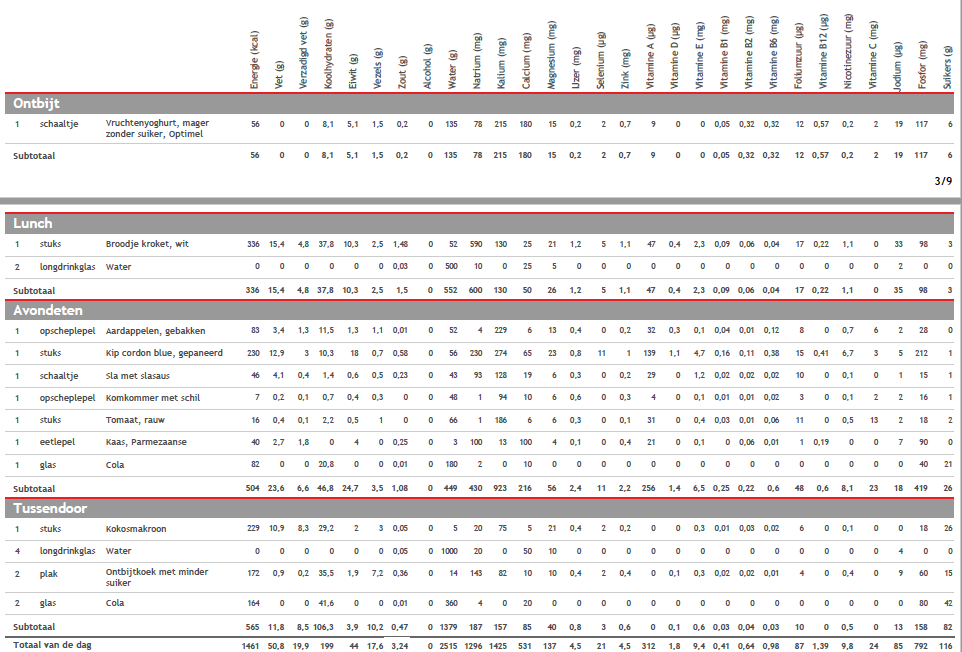 Energie (kcal) Vet (g) Verzadigd vet (g) Koolhydraten (g) Eiwit (g) Vezels (g) Zout (g) Alcohol (g) Water (g) Natrium (mg) Kalium (mg) Calcium (mg) Magnesium (mg) IJzer (mg) Selenium (µg) Zink (mg) Vitamine A (µg) Vitamine D (µg) Vitamine E (mg) Vitamine B1 (mg) Vitamine B2 (mg) Vitamine B6 (mg) Foliumzuur (µg) Vitamine B12 (µg) Nicotinezuur (mg) Vitamine C (mg) Jodium (µg) Fosfor (mg) Suikers (g)
Ontbijt
1 schaaltje Vruchtenyoghurt, mager 56 0 0 8,1 5,1 1,5 0,2 0 135 78 215 180 15 0,2 2 0,7 9 0 0 0,05 0,32 0,32 12 0,57 0,2 2 19 117 6
zonder suiker, Optimel
Subtotaal 56 0 0 8,1 5,1 1,5 0,2 0 135 78 215 180 15 0,2 2 0,7 9 0 0 0,05 0,32 0,32 12 0,57 0,2 2 19 117 6
3/9
Lunch
1 stuks Broodje kroket, wit 336 15,4 4,8 37,8 10,3 2,5 1,48 0 52 590 130 25 21 1,2 5 1,1 47 0,4 2,3 0,09 0,06 0,04 17 0,22 1,1 0 33 98 3
2 longdrinkglas Water 0 0 0 0 0 0 0,03 0 500 10 0 25 5 0 0 0 0 0 0 0 0 0 0 0 0 0 2 0 0
Subtotaal 336 15,4 4,8 37,8 10,3 2,5 1,5 0 552 600 130 50 26 1,2 5 1,1 47 0,4 2,3 0,09 0,06 0,04 17 0,22 1,1 0 35 98 3
Avondeten
1 opscheplepel Aardappelen, gebakken 83 3,4 1,3 11,5 1,3 1,1 0,01 0 52 4 229 6 13 0,4 0 0,2 32 0,3 0,1 0,04 0,01 0,12 8 0 0,7 6 2 28 0
1 stuks Kip cordon blue, gepaneerd 230 12,9 3 10,3 18 0,7 0,58 0 56 230 274 65 23 0,8 11 1 139 1,1 4,7 0,16 0,11 0,38 15 0,41 6,7 3 5 212 1
1 schaaltje Sla met slasaus 46 4,1 0,4 1,4 0,6 0,5 0,23 0 43 93 128 19 6 0,3 0 0,2 29 0 1,2 0,02 0,02 0,02 10 0 0,1 0 1 15 1
1 opscheplepel Komkommer met schil 7 0,2 0,1 0,7 0,4 0,3 0 0 48 1 94 10 6 0,6 0 0,3 4 0 0,1 0,01 0,01 0,02 3 0 0,1 2 2 16 1
1 stuks Tomaat, rauw 16 0,4 0,1 2,2 0,5 1 0 0 66 1 186 6 6 0,3 0 0,1 31 0 0,4 0,03 0,01 0,06 11 0 0,5 13 2 18 2
1 eetlepel Kaas, Parmezaanse 40 2,7 1,8 0 4 0 0,25 0 3 100 13 100 4 0,1 0 0,4 21 0 0,1 0 0,06 0,01 1 0,19 0 0 7 90 0
1 glas Cola 82 0 0 20,8 0 0 0,01 0 180 2 0 10 0 0 0 0 0 0 0 0 0 0 0 0 0 0 0 40 21
Subtotaal 504 23,6 6,6 46,8 24,7 3,5 1,08 0 449 430 923 216 56 2,4 11 2,2 256 1,4 6,5 0,25 0,22 0,6 48 0,6 8,1 23 18 419 26
Tussendoor
1 stuks Kokosmakroon 229 10,9 8,3 29,2 2 3 0,05 0 5 20 75 5 21 0,4 2 0,2 0 0 0,3 0,01 0,03 0,02 6 0 0,1 0 0 18 26
4 longdrinkglas Water 0 0 0 0 0 0 0,05 0 1000 20 0 50 10 0 0 0 0 0 0 0 0 0 0 0 0 0 4 0 0
2 plak Ontbijtkoek met minder 172 0,9 0,2 35,5 1,9 7,2 0,36 0 14 143 82 10 10 0,4 2 0,4 0 0,1 0,3 0,02 0,02 0,01 4 0 0,4 0 9 60 15
suiker
2 glas Cola 164 0 0 41,6 0 0 0,01 0 360 4 0 20 0 0 0 0 0 0 0 0 0 0 0 0 0 0 0 80 42
Subtotaal 565 11,8 8,5 106,3 3,9 10,2 0,47 0 1379 187 157 85 40 0,8 3 0,6 0 0,1 0,6 0,03 0,04 0,03 10 0 0,5 0 13 158 82
Totaal van de dag 1461 50,8 19,9 199 44 17,6 3,24 0 2515 1296 1425 531 137 4,5 21 4,5 312 1,8 9,4 0,41 0,64 0,98 87 1,39 9,8 24 85 792 116